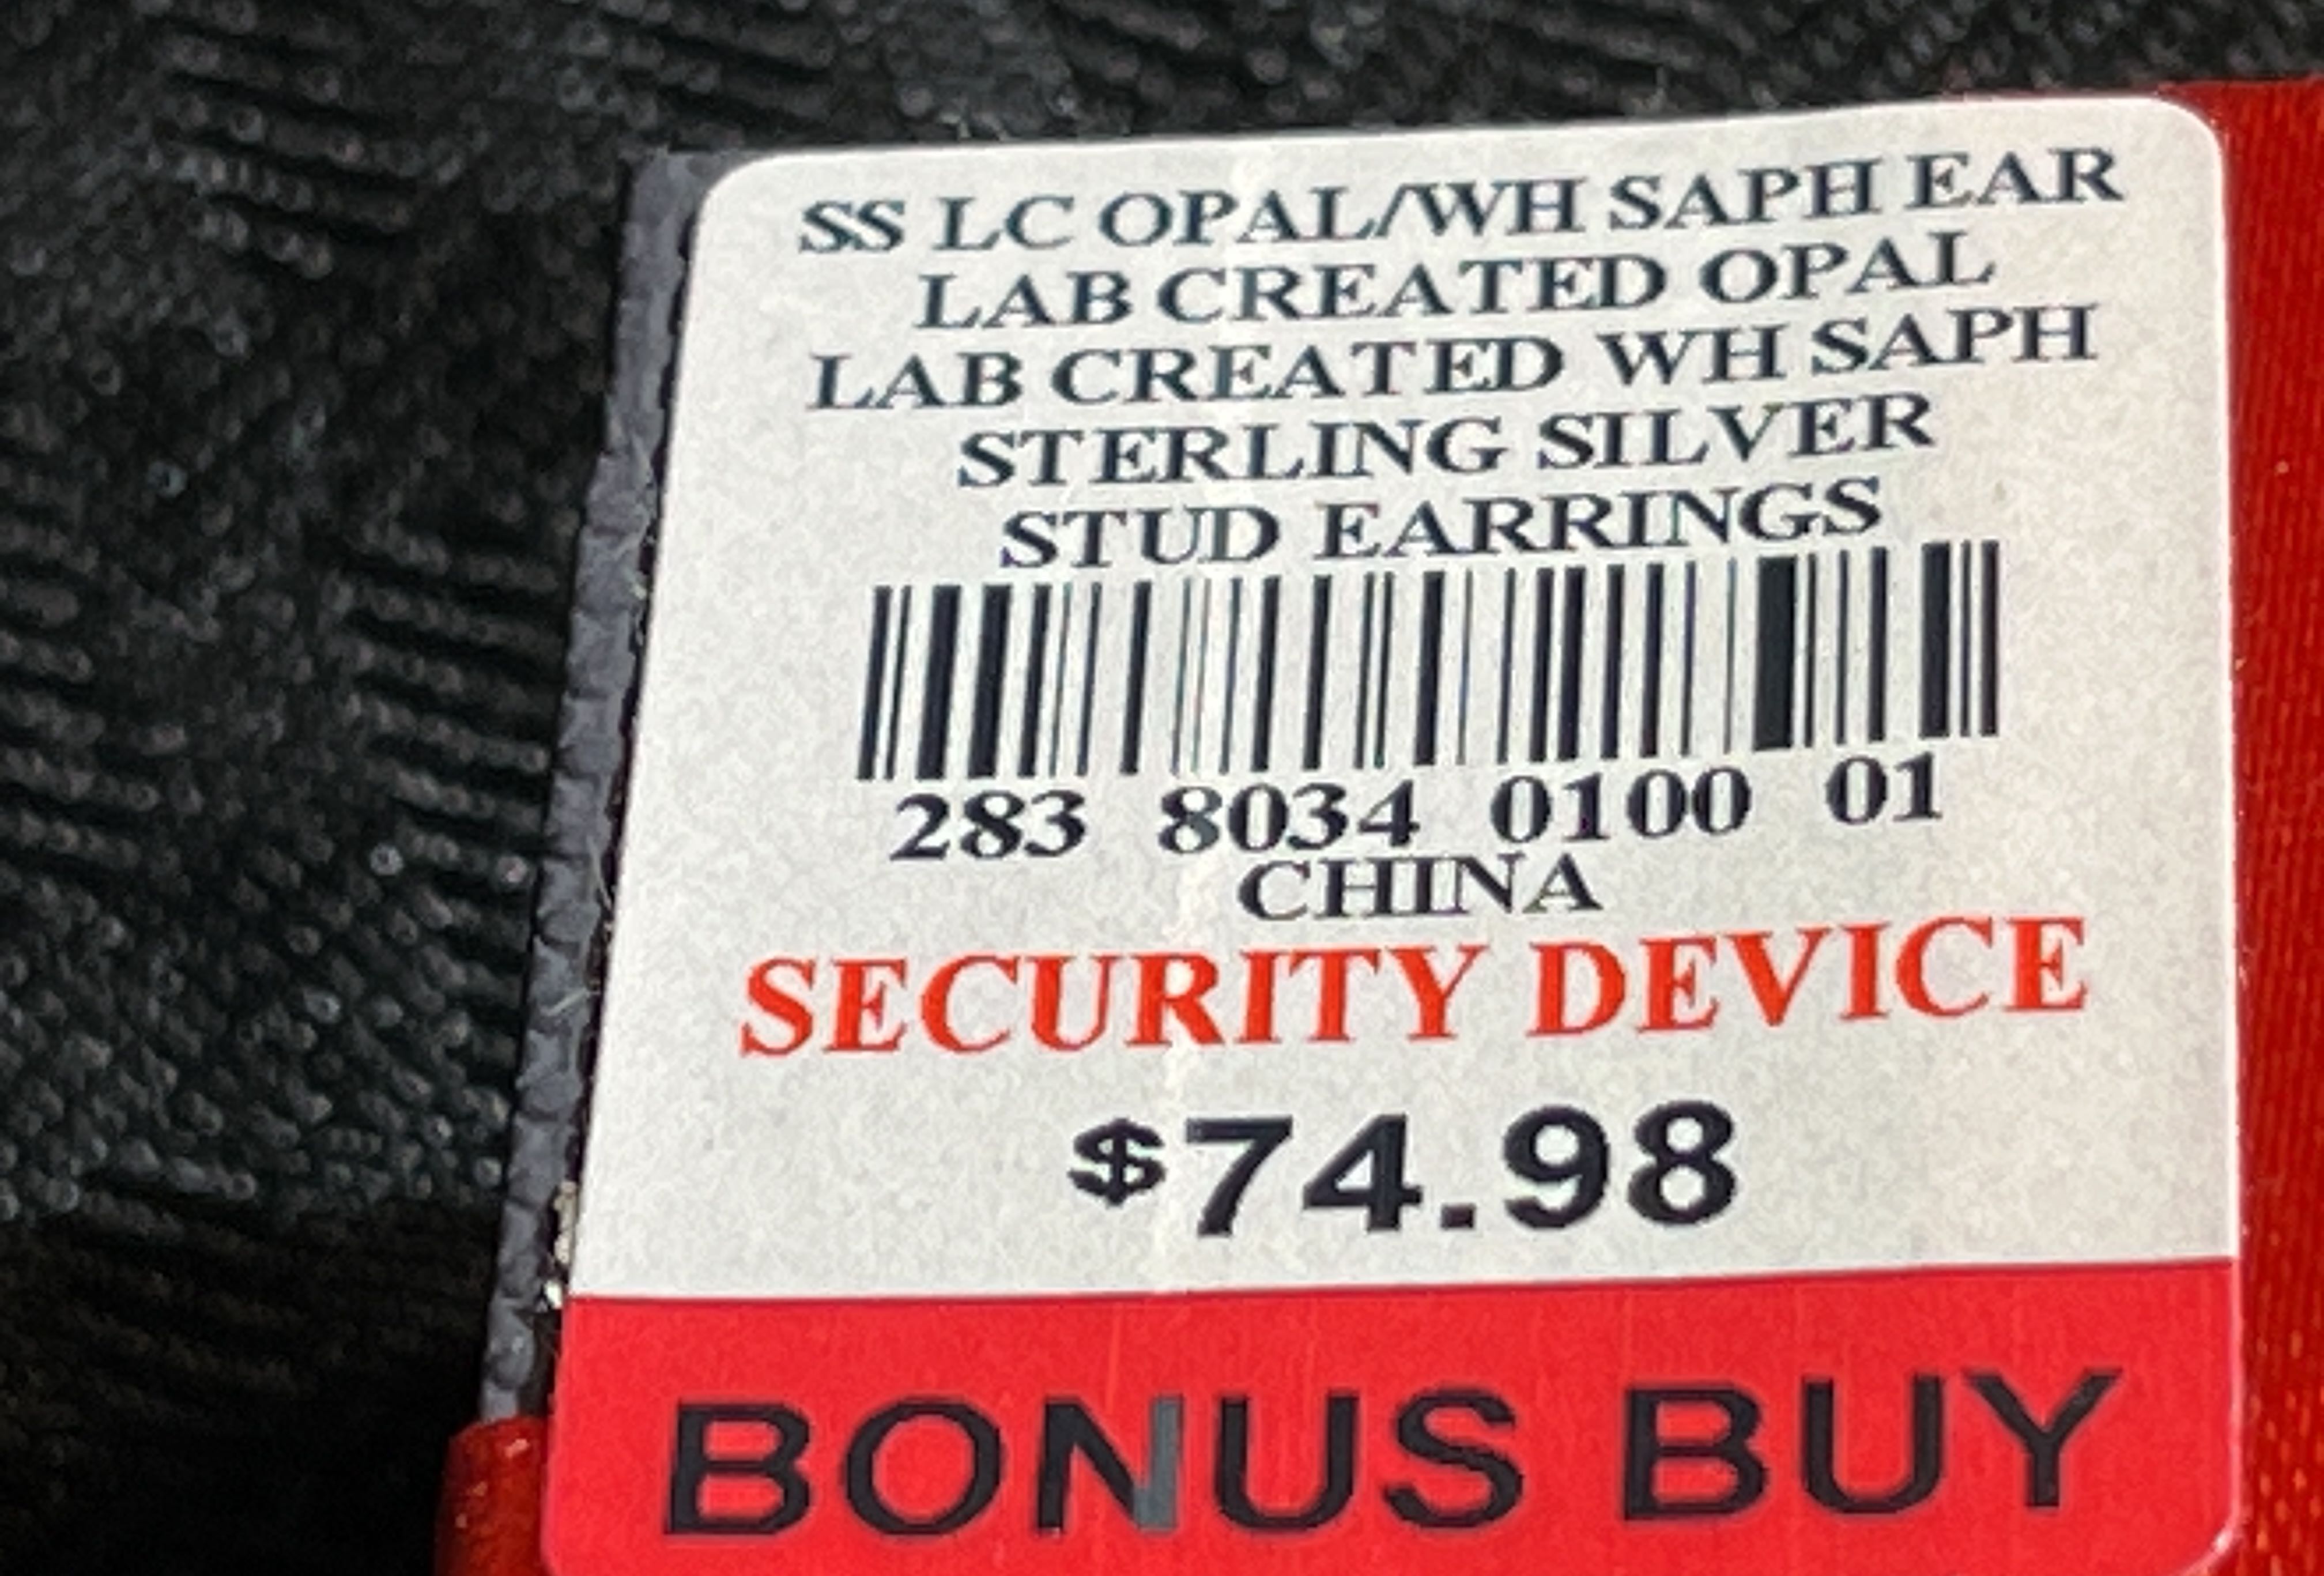 SS LC OPAL/WH SAPH EAR
LAB CREATED OPAL
LAB CREATED WH SAPH
STERLING SILVER
STUD EARRINGS
283 8034 0100 01
CHINA
SECURITY DEVICE
$74.98
BONUS BUY